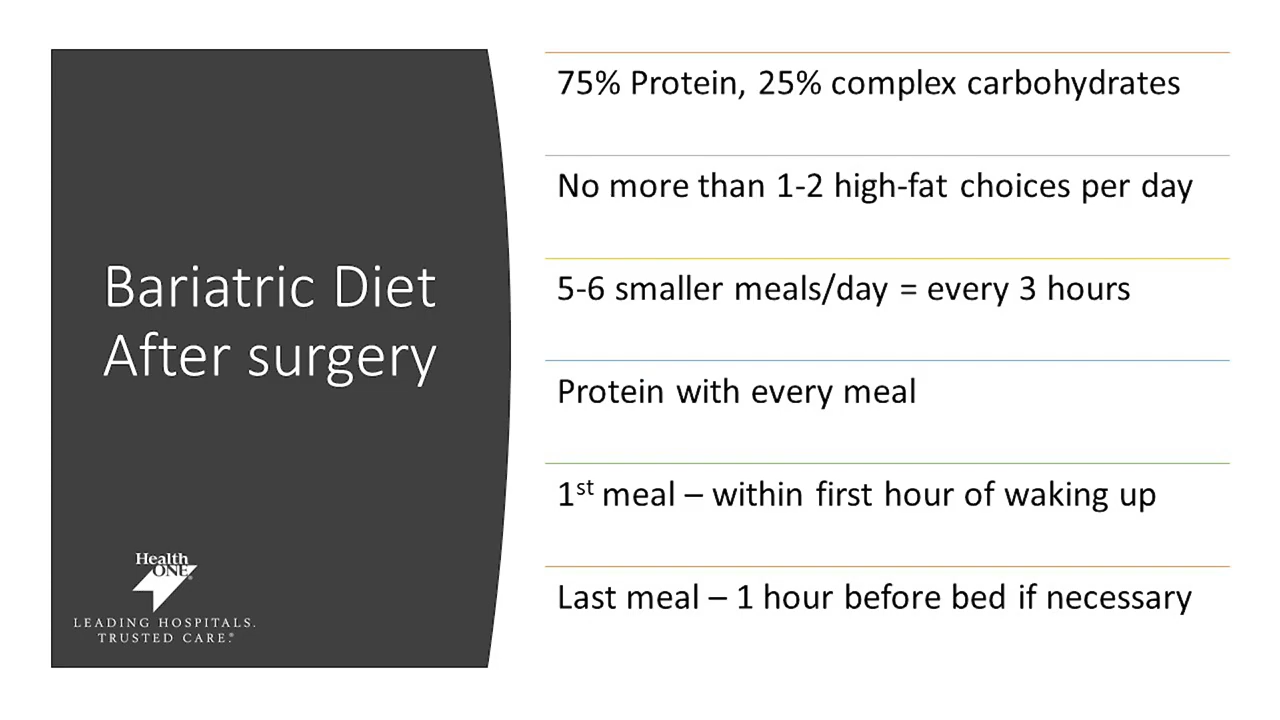 Bariatric Diet
After surgery
Health
ONE®
LEADING HOSPITALS.
TRUSTED CARE.®
75% Protein, 25% complex carbohydrates
No more than 1-2 high-fat choices per day
5-6 smaller meals/day = every 3 hours
Protein with every meal
1st meal – within first hour of waking up
Last meal – 1 hour before bed if necessary